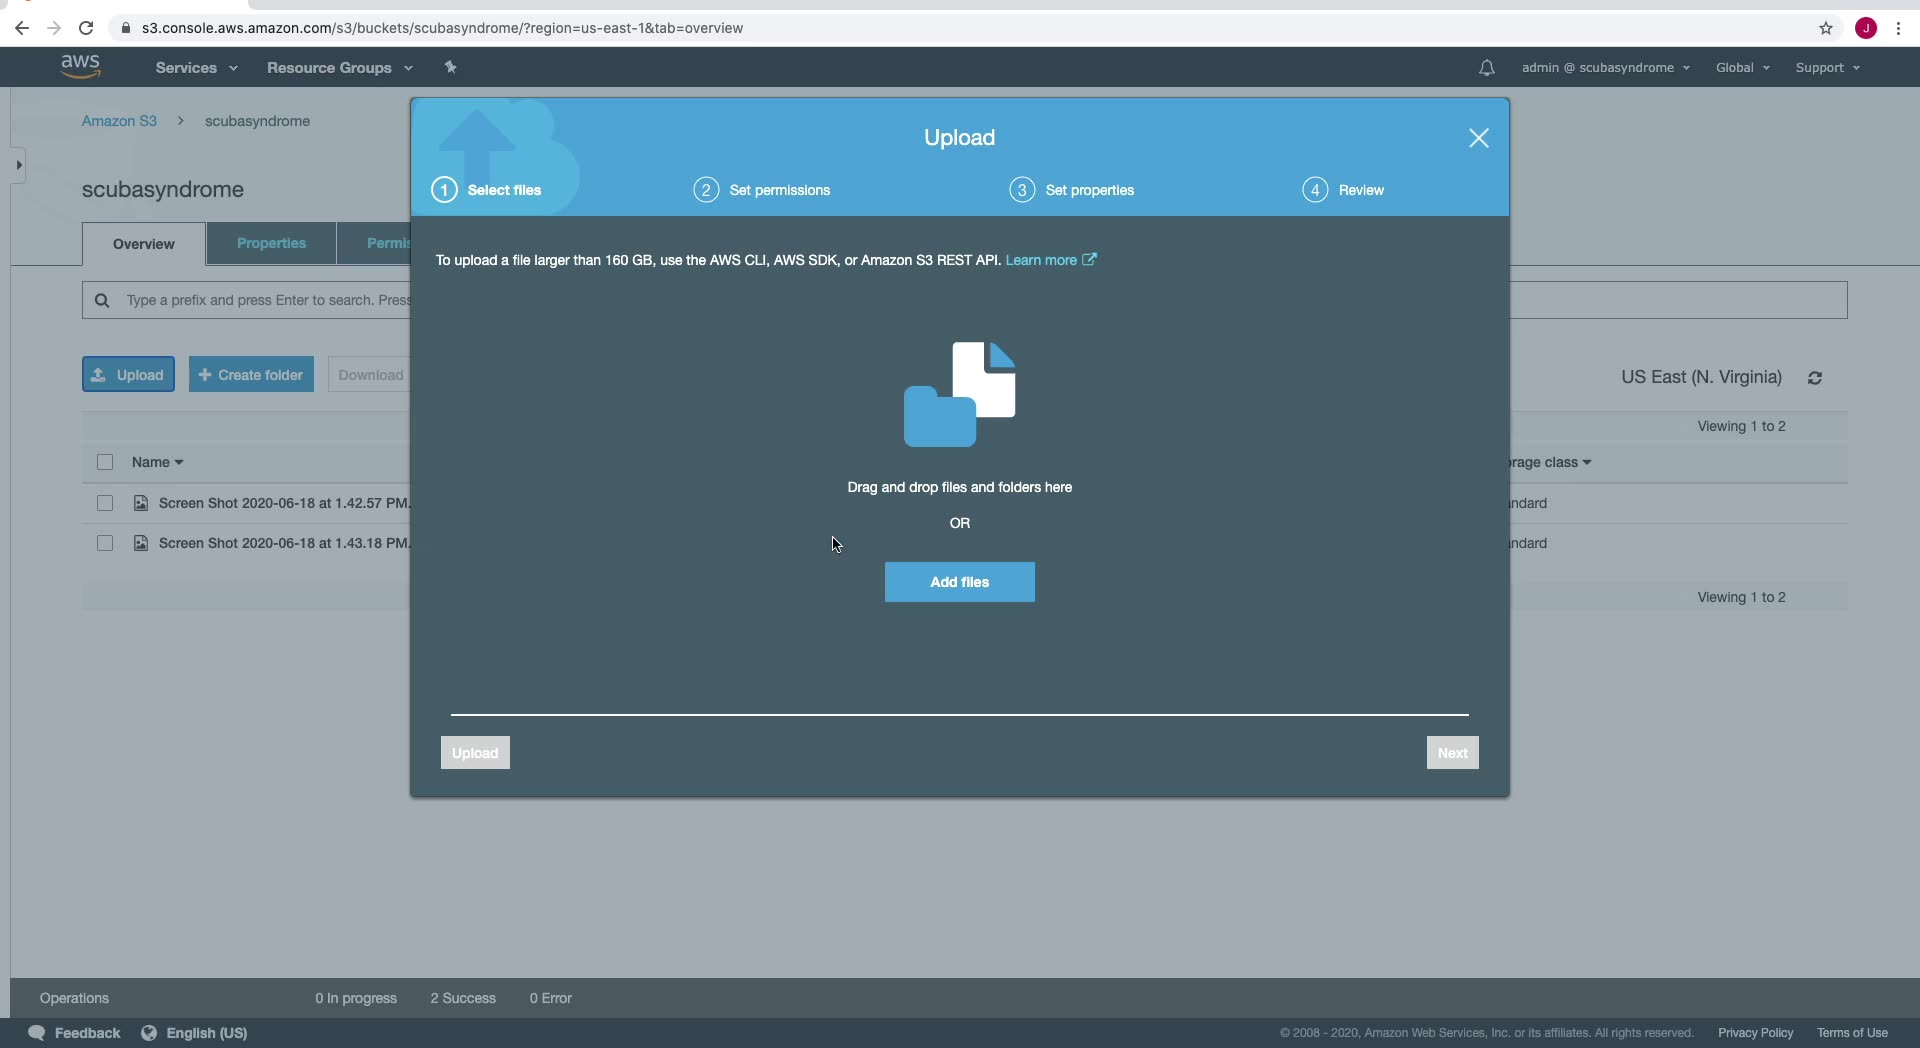 s3.console.aws.amazon.com/s3/buckets/scubasyndrome/?region=us-east-1&tab=overview
J
aws
Services
Resource Groups
admin @ scubasyndrome
Global
Support
Amazon S3 > scubasyndrome
scubasyndrome
Overview
Properties
Permis
Type a prefix and press Enter to search. Press
Upload
Create folder
Download
US East (N. Virginia)
Viewing 1 to 2
Name
rage class
Screen Shot 2020-06-18 at 1.42.57 PM.
ndard
Screen Shot 2020-06-18 at 1.43.18 PM.
ndard
Viewing 1 to 2
Upload
1 Select files
2 Set permissions
3 Set properties
4 Review
To upload a file larger than 160 GB, use the AWS CLI, AWS SDK, or Amazon S3 REST API. Learn more
Drag and drop files and folders here
OR
Add files
Upload
Next
Operations
0 In progress
2 Success
0 Error
Feedback
English (US)
© 2008 - 2020, Amazon Web Services, Inc. or its affiliates. All rights reserved.
Privacy Policy
Terms of Use